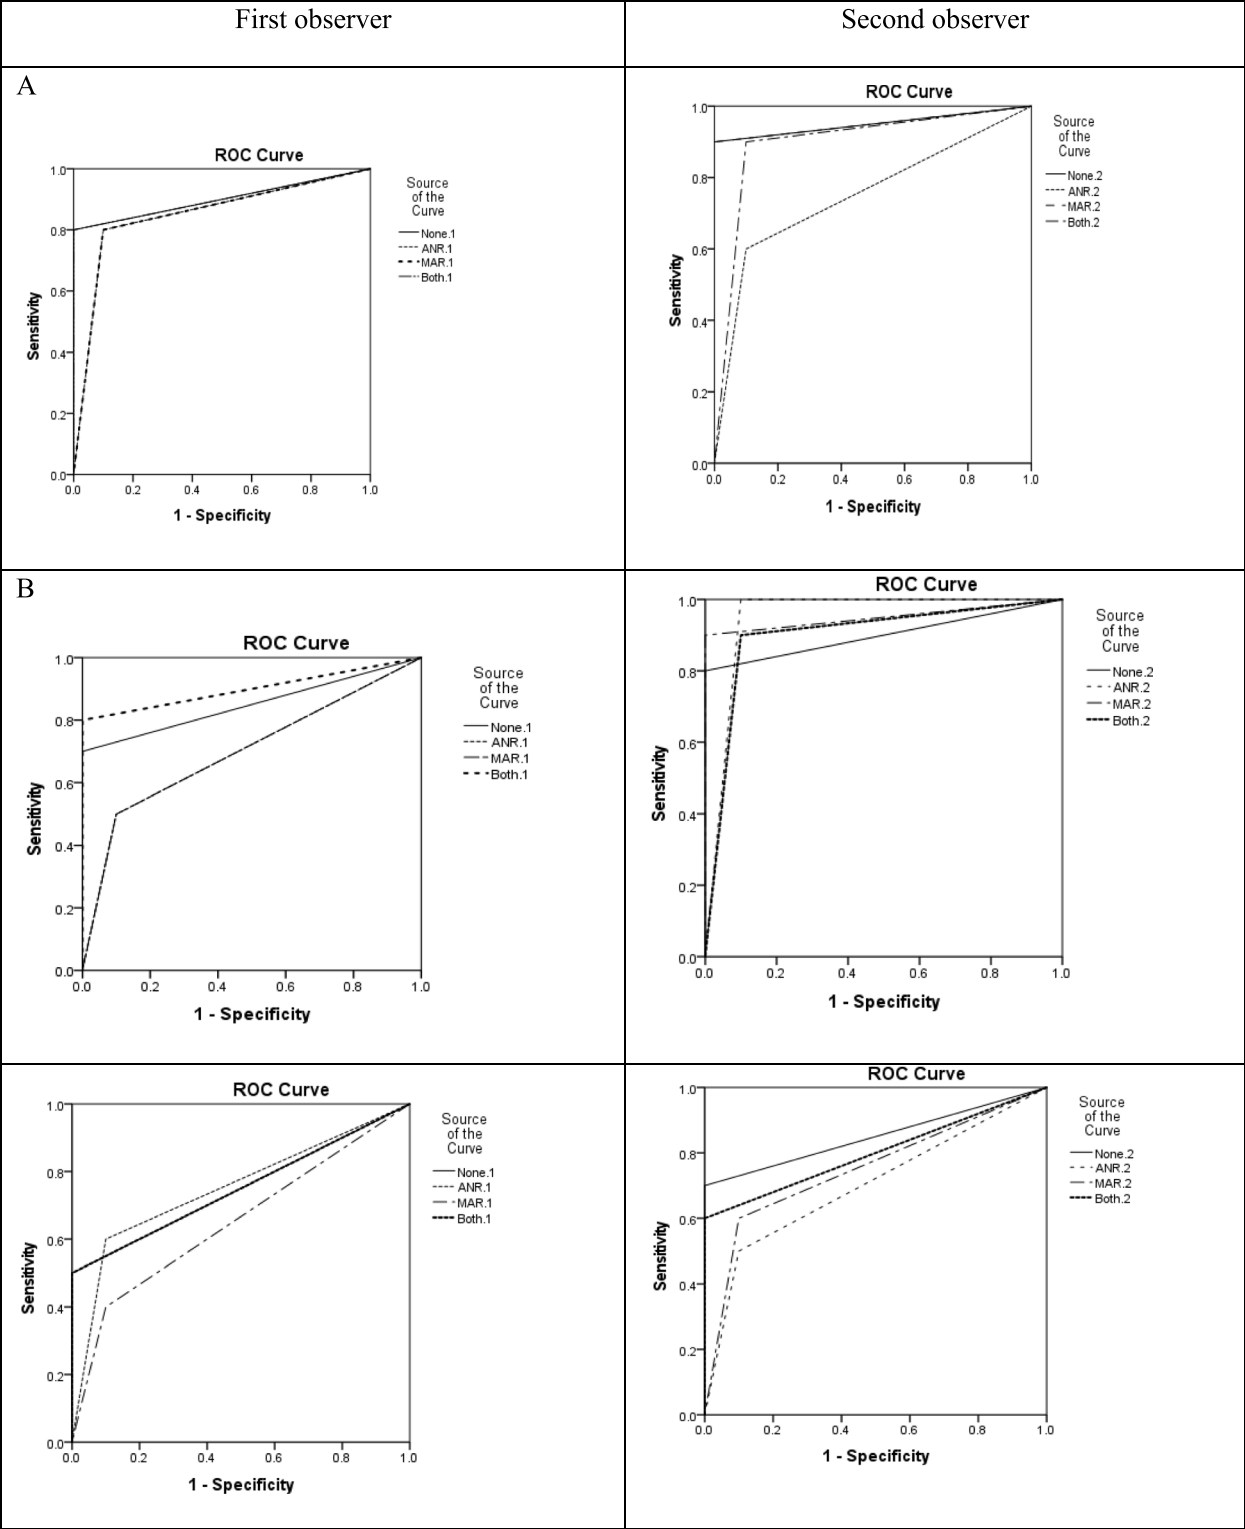 First observer
Second observer
A
ROC Curve
1.0
0.8
0.6
0.4
0.2
0.0
Sensitivity
0.0 0.2 0.4 0.6 0.8 1.0
1 - Specificity
Source
of the
Curve
None.1
ANR.1
MAR.1
Both.1
ROC Curve
1.0
0.8
0.6
0.4
0.2
0.0
Sensitivity
0.0 0.2 0.4 0.6 0.8 1.0
1 - Specificity
Source
of the
Curve
None.2
ANR.2
MAR.2
Both.2
B
ROC Curve
1.0
0.8
0.6
0.4
0.2
0.0
Sensitivity
0.0 0.2 0.4 0.6 0.8 1.0
1 - Specificity
Source
of the
Curve
None.1
ANR.1
MAR.1
Both.1
ROC Curve
1.0
0.8
0.6
0.4
0.2
0.0
Sensitivity
0.0 0.2 0.4 0.6 0.8 1.0
1 - Specificity
Source
of the
Curve
None.2
ANR.2
MAR.2
Both.2
ROC Curve
1.0
0.8
0.6
0.4
0.2
0.0
Sensitivity
0.0 0.2 0.4 0.6 0.8 1.0
1 - Specificity
Source
of the
Curve
None.1
ANR.1
MAR.1
Both.1
ROC Curve
1.0
0.8
0.6
0.4
0.2
0.0
Sensitivity
0.0 0.2 0.4 0.6 0.8 1.0
1 - Specificity
Source
of the
Curve
None.2
ANR.2
MAR.2
Both.2